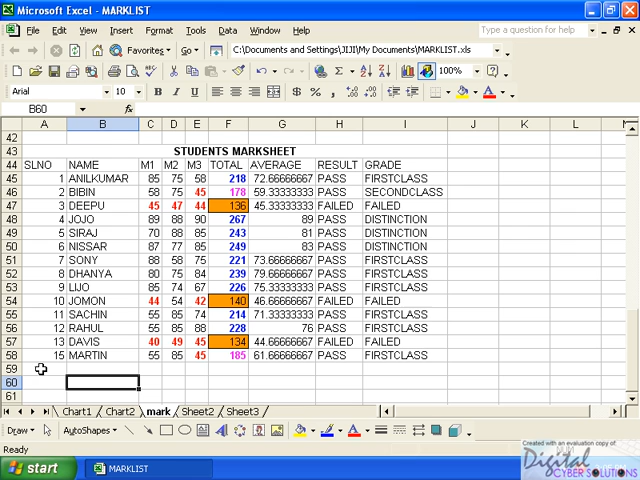 Microsoft Excel - MARKLIST
File Edit View Insert Format Tools Data Window Help Type a question for help
Favorites Go C:\Documents and Settings\JIJI\My Documents\MARKLIST.xls
100%
Arial 10 B I U $ %
B60 fx
A B C D E F G H I J K L M
42
43 STUDENTS MARKSHEET
44 SLNO NAME M1 M2 M3 TOTAL AVERAGE RESULT GRADE
45 1 ANILKUMAR 85 75 58 218 72.66666667 PASS FIRSTCLASS
46 2 BIBIN 58 75 45 178 59.33333333 PASS SECONDCLASS
47 3 DEEPU 45 47 44 136 45.33333333 FAILED FAILED
48 4 JOJO 89 88 90 267 89 PASS DISTINCTION
49 5 SIRAJ 70 88 85 243 81 PASS DISTINCTION
50 6 NISSAR 87 77 85 249 83 PASS DISTINCTION
51 7 SONY 88 58 75 221 73.66666667 PASS FIRSTCLASS
52 8 DHANYA 80 75 84 239 79.66666667 PASS FIRSTCLASS
53 9 LIJO 85 74 67 226 75.33333333 PASS FIRSTCLASS
54 10 JOMON 44 54 42 140 46.66666667 FAILED FAILED
55 11 SACHIN 55 85 74 214 71.33333333 PASS FIRSTCLASS
56 12 RAHUL 55 85 88 228 76 PASS FIRSTCLASS
57 13 DAVIS 40 49 45 134 44.66666667 FAILED FAILED
58 15 MARTIN 55 85 45 185 61.66666667 PASS FIRSTCLASS
59
60
61
Chart1 Chart2 mark Sheet2 Sheet3
Draw AutoShapes
Ready
Created with an evaluation copy of
Digital
CYBER SOLUTIONS
start MARKLIST